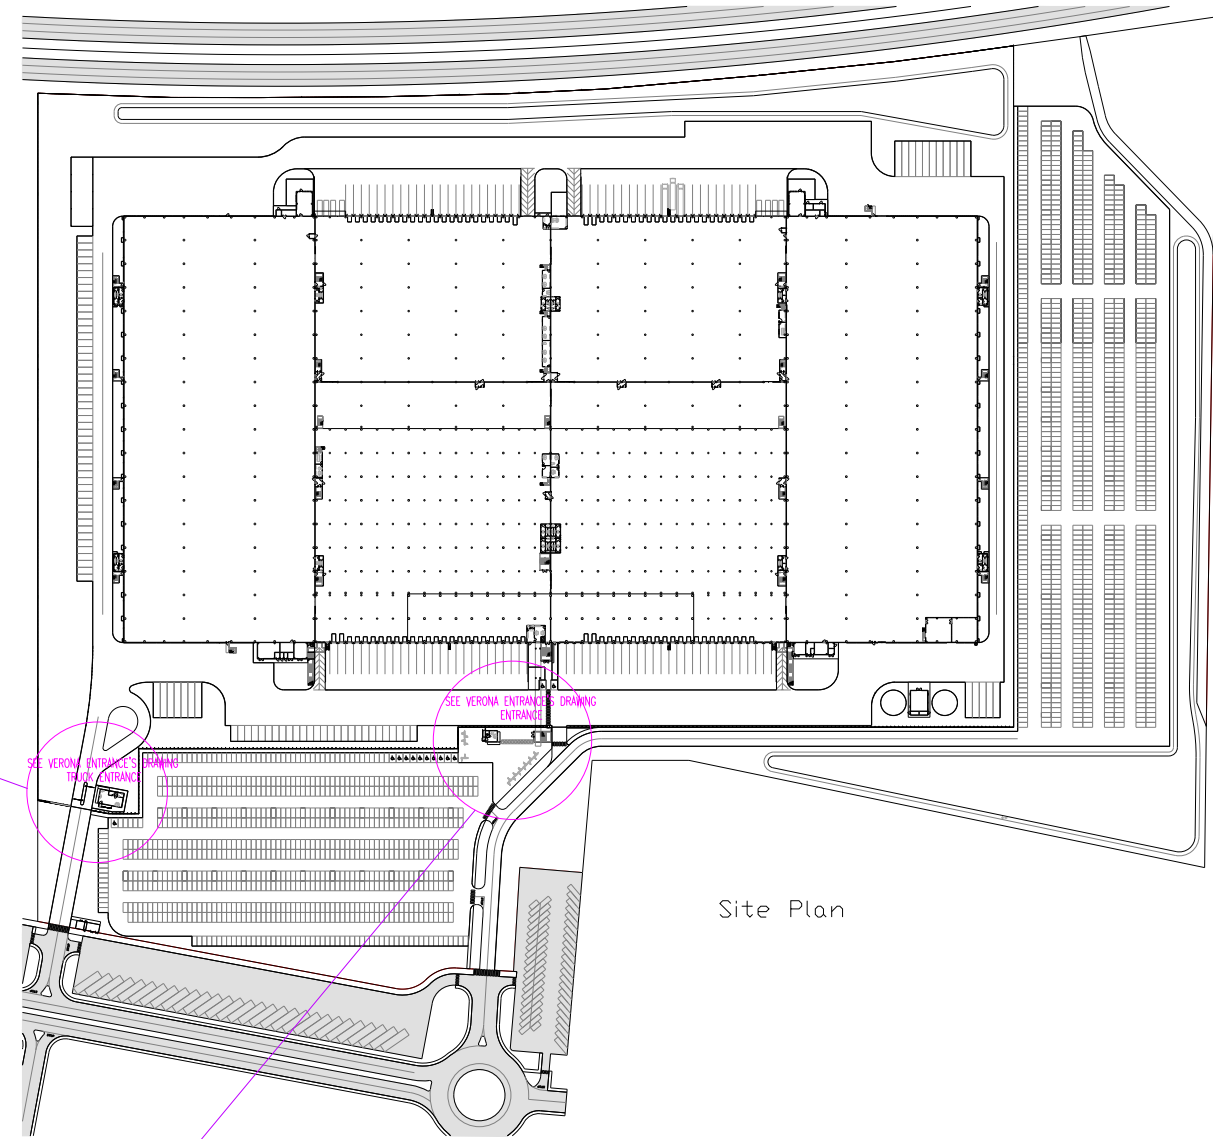 SEE VERONA ENTRANCE'S DRAWING
ENTRANCE
SEE VERONA ENTRANCE'S DRAWING
TRUCK ENTRANCE
Site Plan